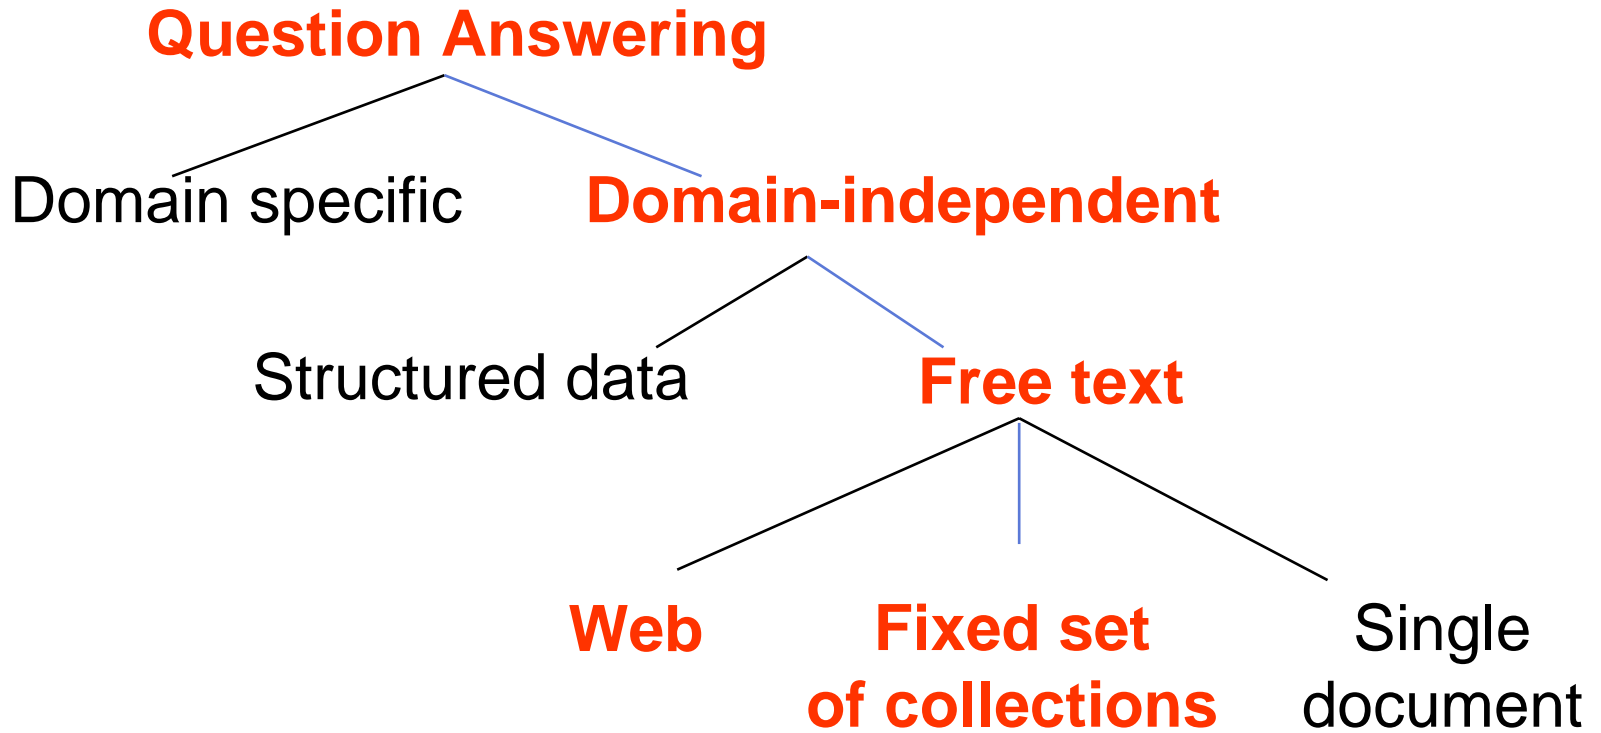 Question Answering
Domain specific
Domain-independent
Structured data
Free text
Web
Fixed set
of collections
Single
document